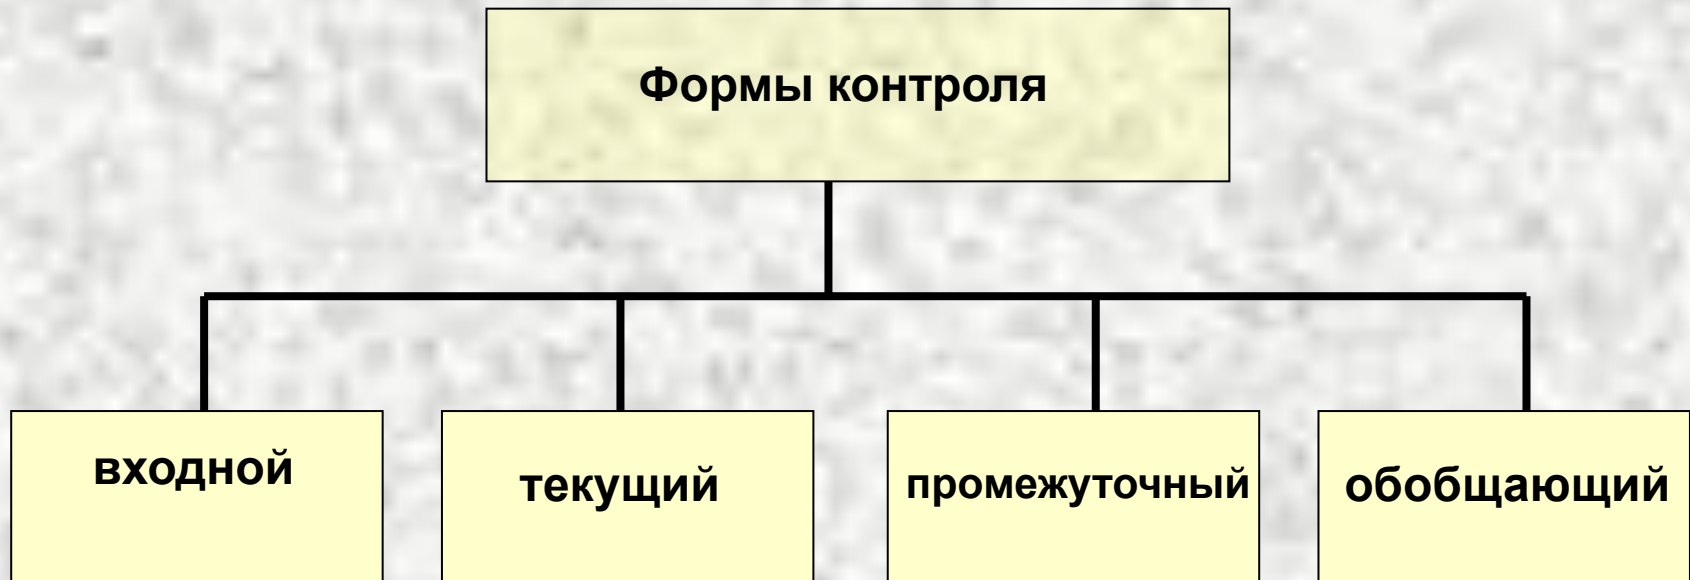 Формы контроля
входной
текущий
промежуточный
обобщающий